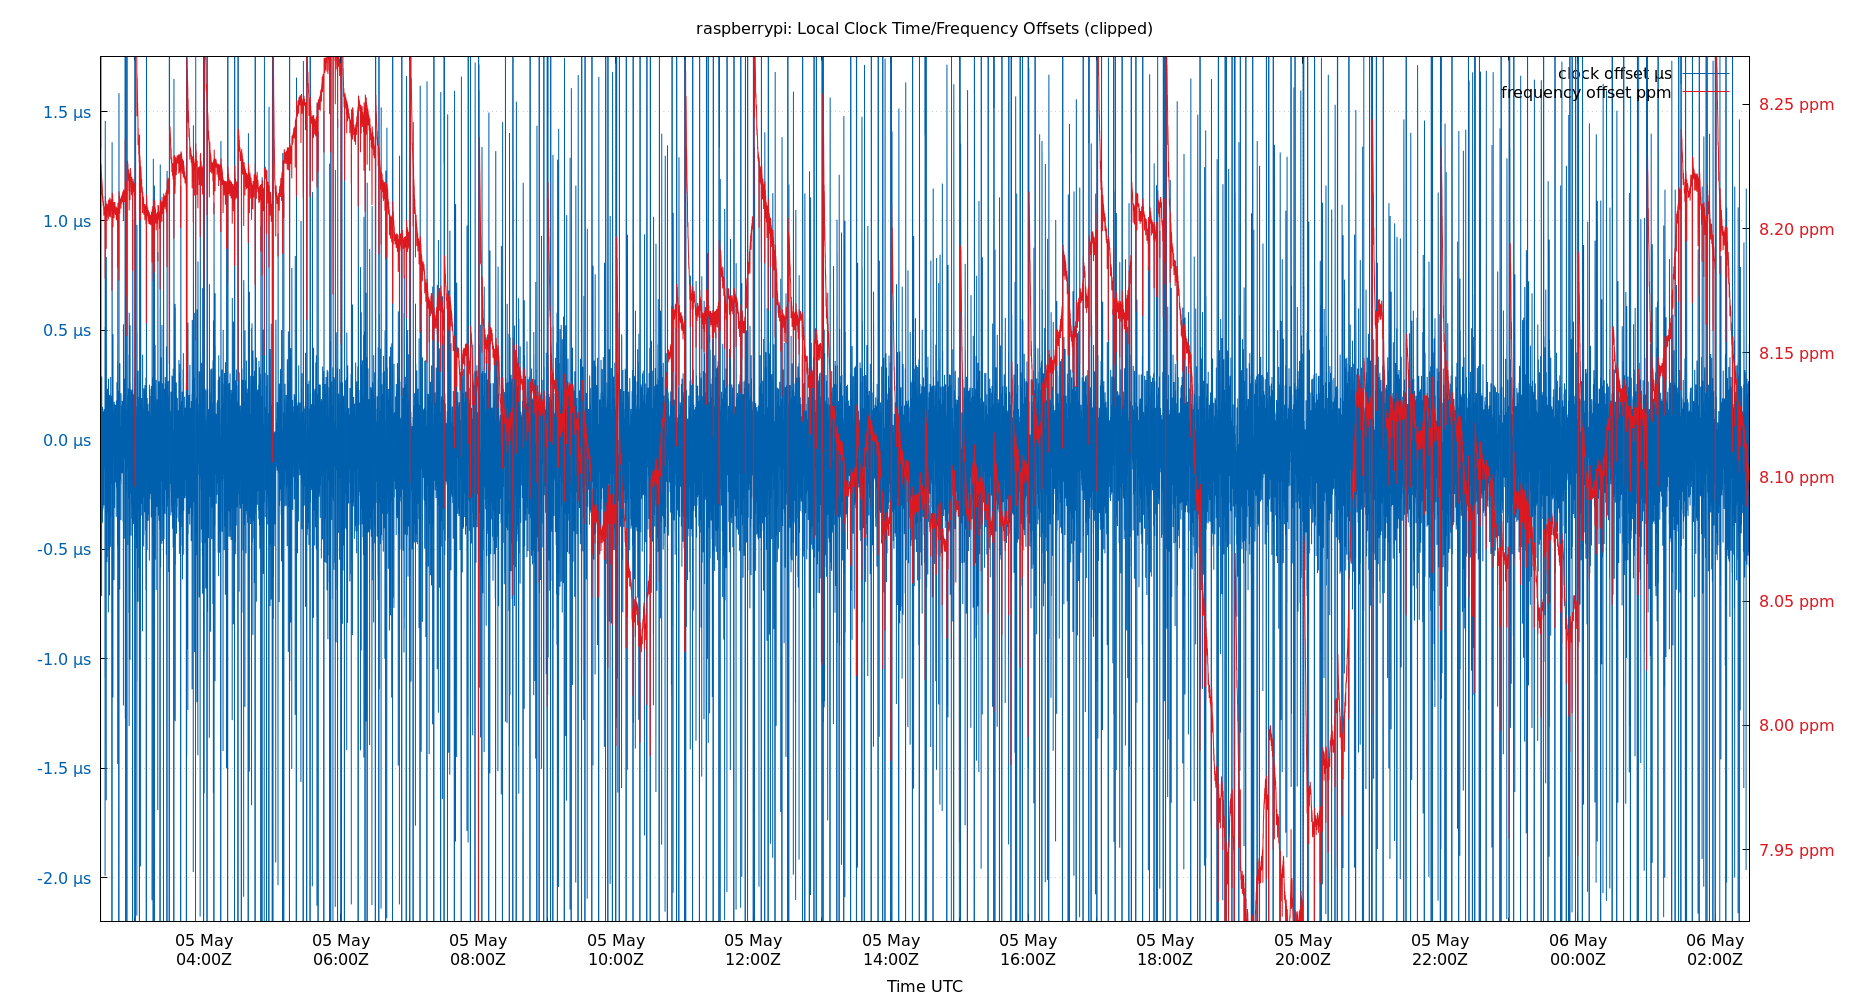 raspberrypi: Local Clock Time/Frequency Offsets (clipped)
clock offset µs
frequency offset ppm
1.5 µs
1.0 µs
0.5 µs
0.0 µs
-0.5 µs
-1.0 µs
-1.5 µs
-2.0 µs
8.25 ppm
8.20 ppm
8.15 ppm
8.10 ppm
8.05 ppm
8.00 ppm
7.95 ppm
05 May 05 May 05 May 05 May 05 May 05 May 05 May 05 May 05 May 05 May 06 May 06 May
04:00Z 06:00Z 08:00Z 10:00Z 12:00Z 14:00Z 16:00Z 18:00Z 20:00Z 22:00Z 00:00Z 02:00Z
Time UTC